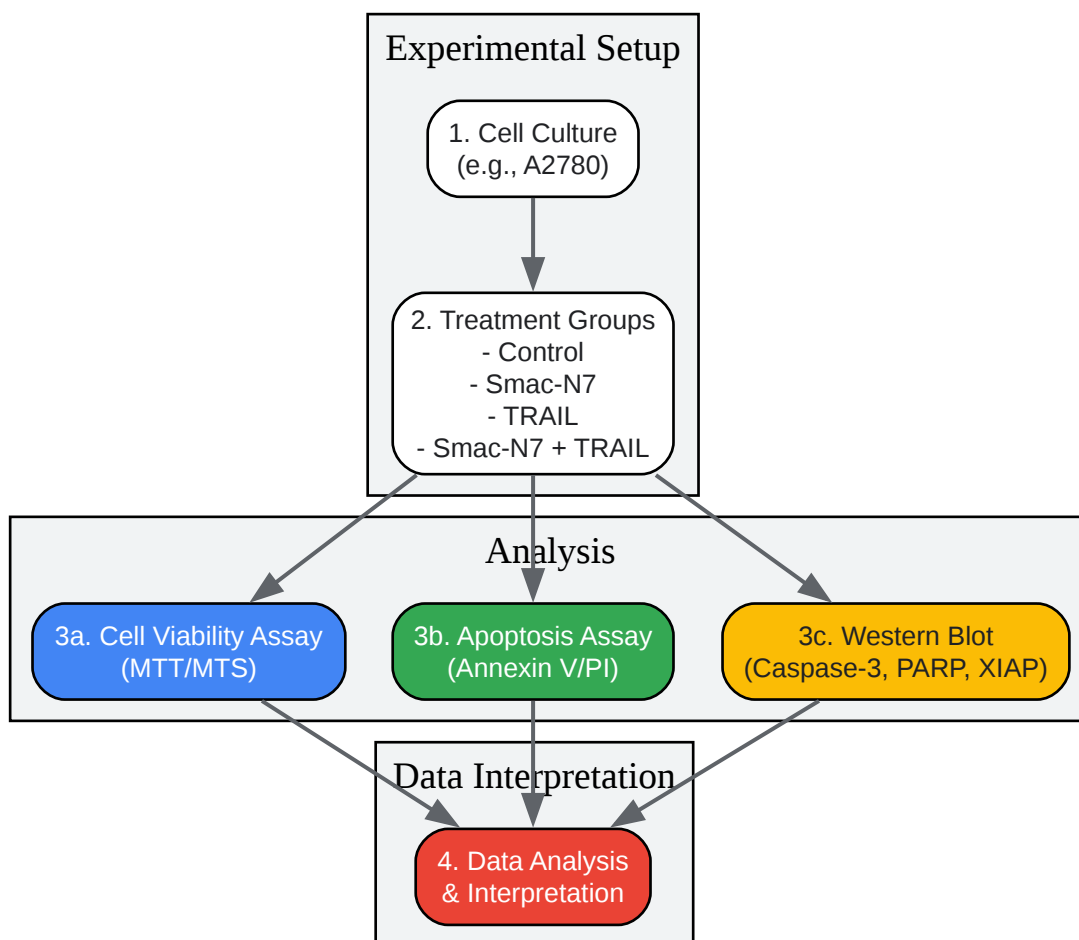 Experimental Setup
1. Cell Culture
(e.g., A2780)
2. Treatment Groups
- Control
- Smac-N7
- TRAIL
- Smac-N7 + TRAIL
Analysis
3a. Cell Viability Assay
(MTT/MTS)
3b. Apoptosis Assay
(Annexin V/PI)
3c. Western Blot
(Caspase-3, PARP, XIAP)
Data Interpretation
4. Data Analysis
& Interpretation